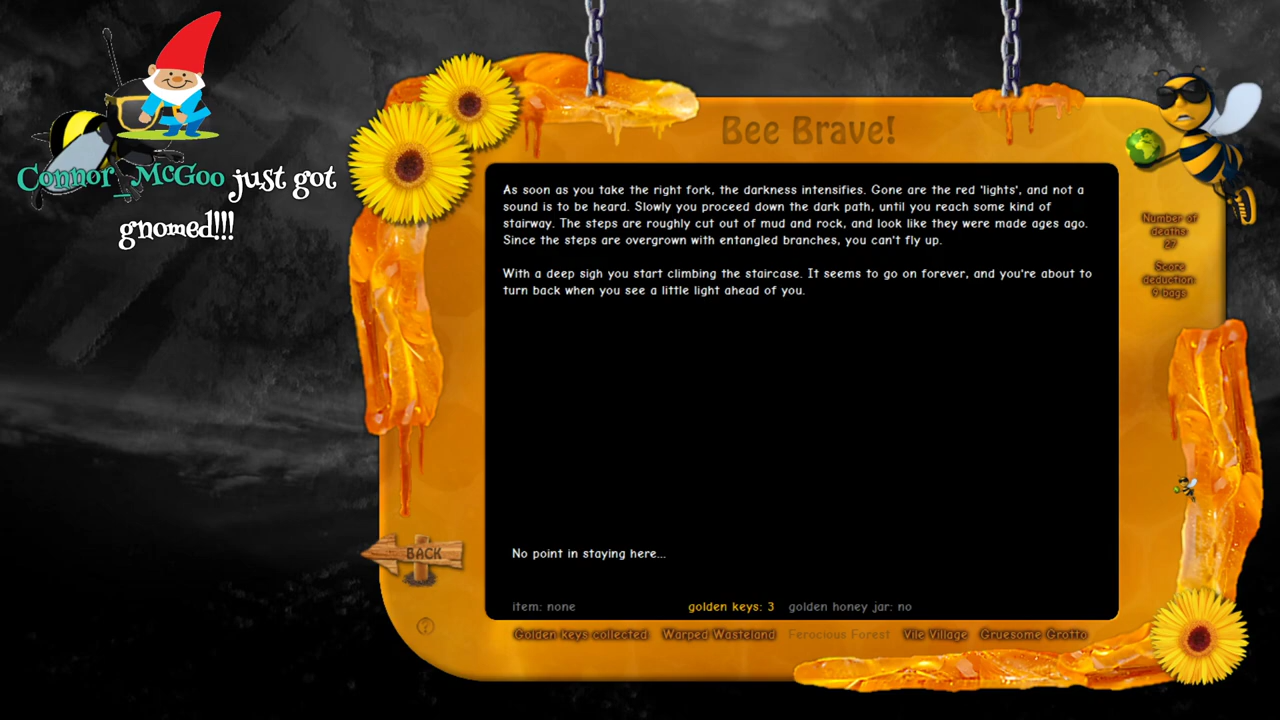 Connor_McGoo just got
gnomed!!!
Bee Brave!
As soon as you take the right fork, the darkness intensifies. Gone are the red 'lights', and not a
sound is to be heard. Slowly you proceed down the dark path, until you reach some kind of
stairway. The steps are roughly cut out of mud and rock, and look like they were made ages ago.
Since the steps are overgrown with entangled branches, you can't fly up.
With a deep sigh you start climbing the staircase. It seems to go on forever, and you're about to
turn back when you see a little light ahead of you.
Number of
deaths:
27
Score
deduction:
9 bags
No point in staying here...
BACK
item: none golden keys: 3 golden honey jar: no
?
Golden keys collected Warped Wasteland Ferocious Forest Vile Village Gruesome Grotto